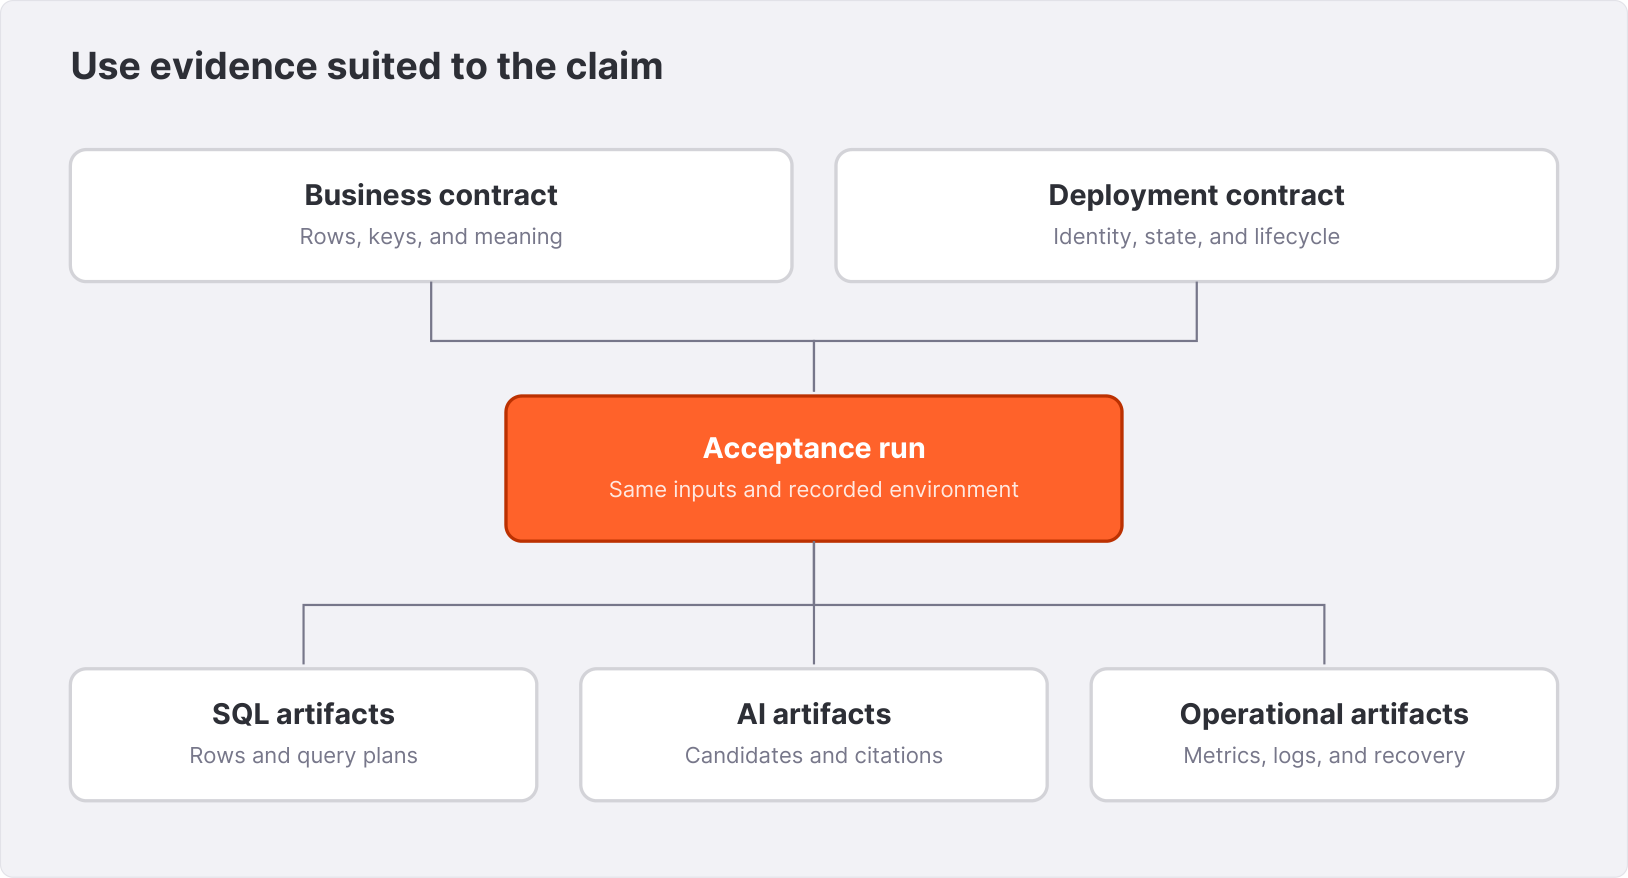 Use evidence suited to the claim
Business contract
Rows, keys, and meaning
Deployment contract
Identity, state, and lifecycle
Acceptance run
Same inputs and recorded environment
SQL artifacts
Rows and query plans
AI artifacts
Candidates and citations
Operational artifacts
Metrics, logs, and recovery